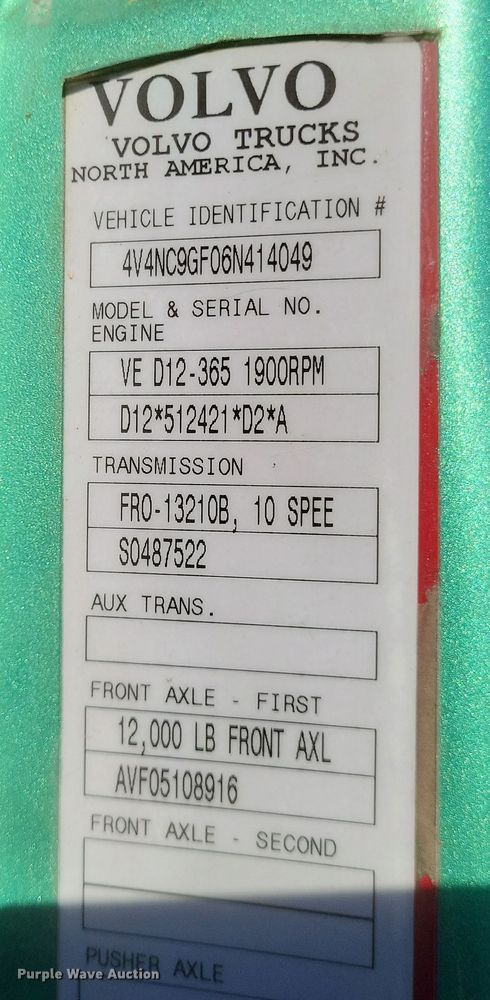 VOLVO
VOLVO TRUCKS
NORTH AMERICA, INC.
VEHICLE IDENTIFICATION #
4V4NC9GF06N414049
MODEL & SERIAL NO.
ENGINE
VE D12-365 1900RPM
D12*512421*D2*A
TRANSMISSION
FRO-13210B, 10 SPEE
S0487522
AUX TRANS.
FRONT AXLE - FIRST
12,000 LB FRONT AXL
AVF05108916
FRONT AXLE - SECOND
PUSHER AXLE
Purple Wave Auction